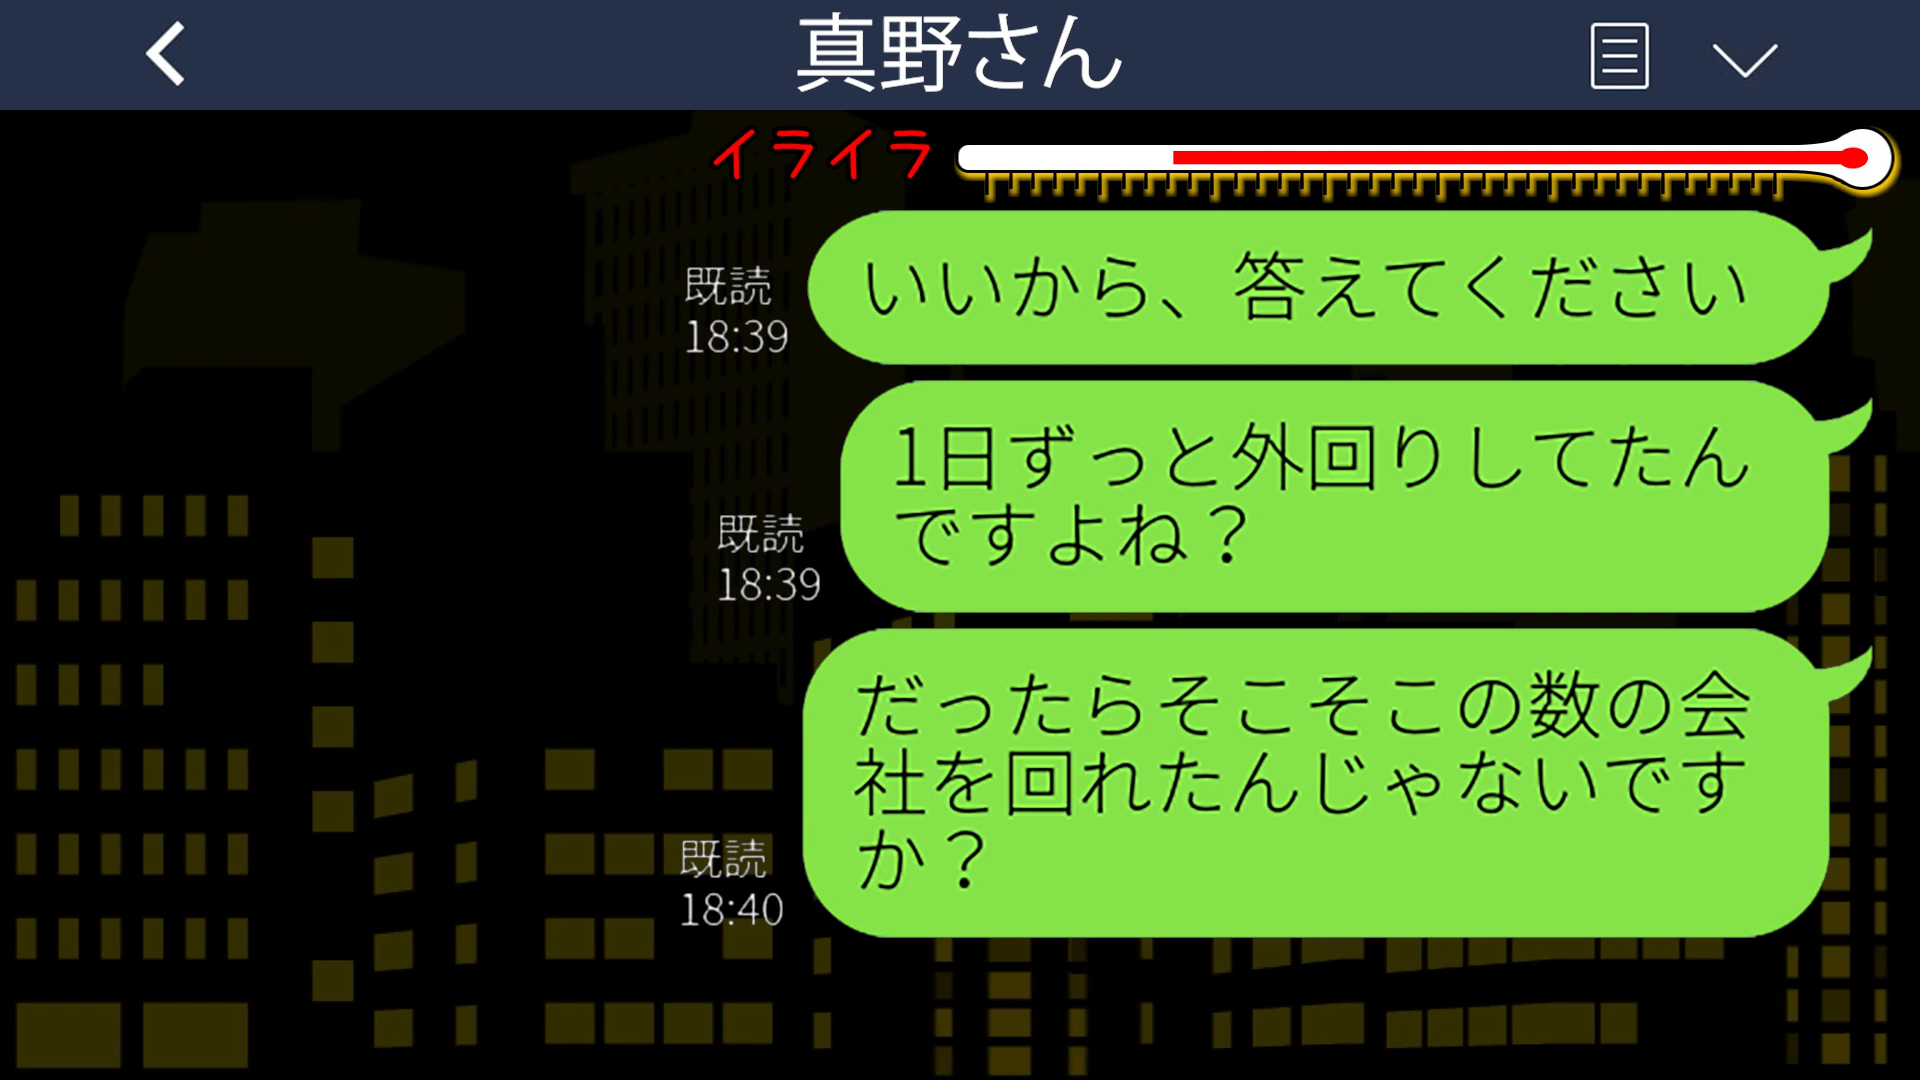 真野さん
イライラ
いいから、答えてください
既読
18:39
1日ずっと外回りしてたん
ですよね？
既読
18:39
だったらそこそこの数の会
社を回れたんじゃないです
か？
既読
18:40